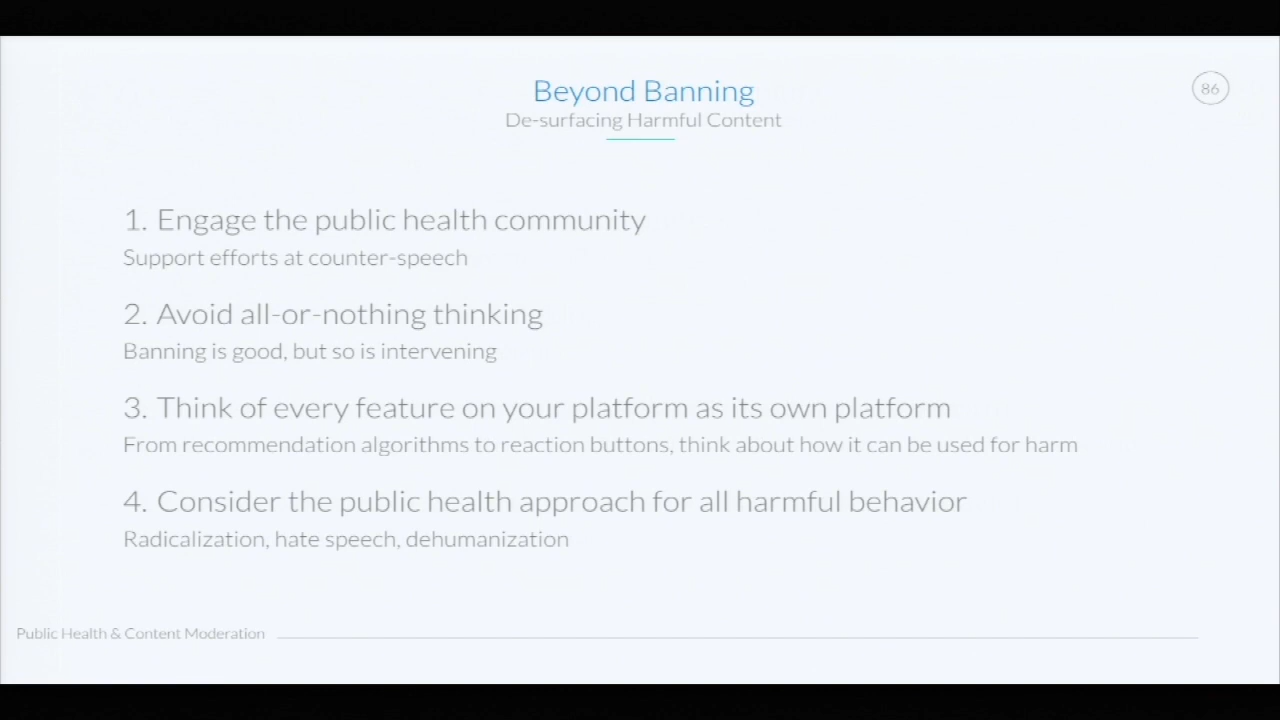 Beyond Banning
86
De-surfacing Harmful Content
1. Engage the public health community
Support efforts at counter-speech
2. Avoid all-or-nothing thinking
Banning is good, but so is intervening
3. Think of every feature on your platform as its own platform
From recommendation algorithms to reaction buttons, think about how it can be used for harm
4. Consider the public health approach for all harmful behavior
Radicalization, hate speech, dehumanization
Public Health & Content Moderation